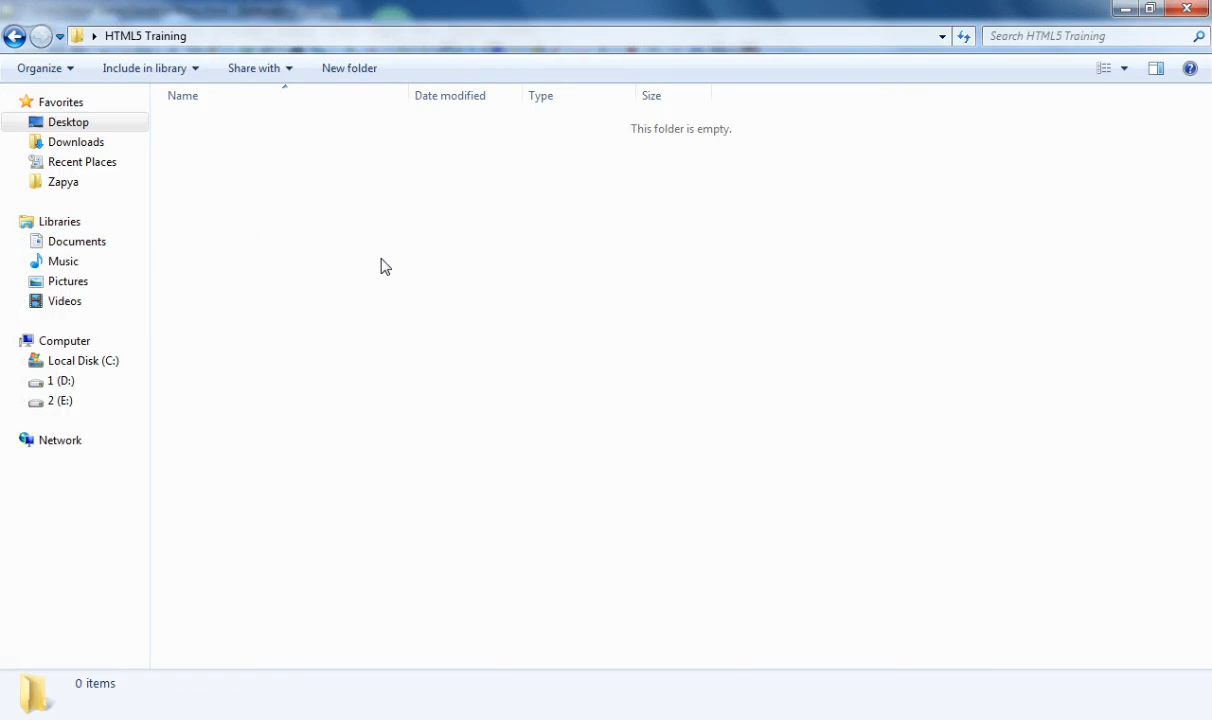 HTML5 Training
Search HTML5 Training
Organize Include in library Share with New folder
Name Date modified Type Size
This folder is empty.
Favorites
Desktop
Downloads
Recent Places
Zapya
Libraries
Documents
Music
Pictures
Videos
Computer
Local Disk (C:)
1 (D:)
2 (E:)
Network
0 items